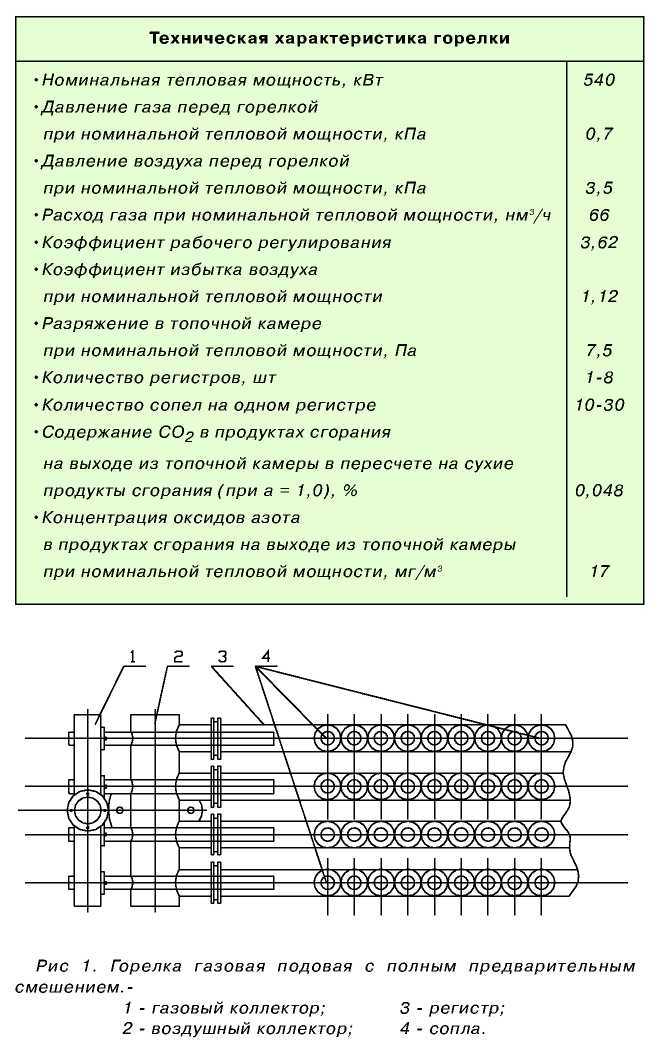 Техническая характеристика горелки
•Номинальная тепловая мощность, кВт 540
•Давление газа перед горелкой
при номинальной тепловой мощности, кПа 0,7
•Давление воздуха перед горелкой
при номинальной тепловой мощности, кПа 3,5
•Расход газа при номинальной тепловой мощности, нм³/ч 66
•Коэффициент рабочего регулирования 3,62
•Коэффициент избытка воздуха
при номинальной тепловой мощности 1,12
•Разряжение в топочной камере
при номинальной тепловой мощности, Па 7,5
•Количество регистров, шт 1-8
•Количество сопел на одном регистре 10-30
•Содержание CO2 в продуктах сгорания
на выходе из топочной камеры в пересчете на сухие
продукты сгорания (при а = 1,0), % 0,048
•Концентрация оксидов азота
в продуктах сгорания на выходе из топочной камеры
при номинальной тепловой мощности, мг/м³ 17
1 2 3 4
Рис 1. Горелка газовая подовая с полным предварительным
смешением.-
1 - газовый коллектор; 3 - регистр;
2 - воздушный коллектор; 4 - сопла.